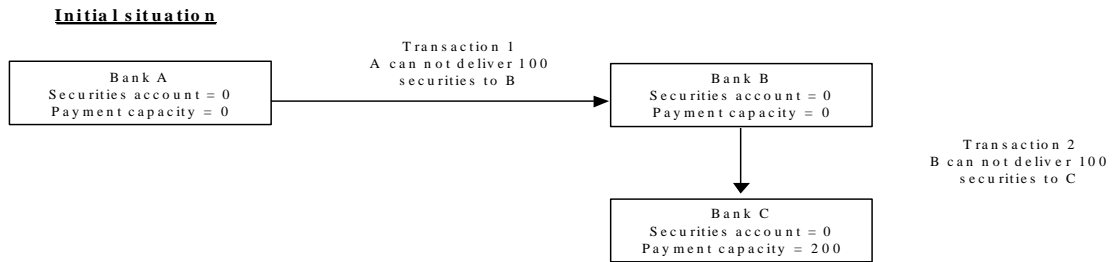 Initial situation
Transaction 1
A can not deliver 100
securities to B
Bank A
Securities account = 0
Payment capacity = 0
Bank B
Securities account = 0
Payment capacity = 0
Transaction 2
B can not deliver 100
securities to C
Bank C
Securities account = 0
Payment capacity = 200